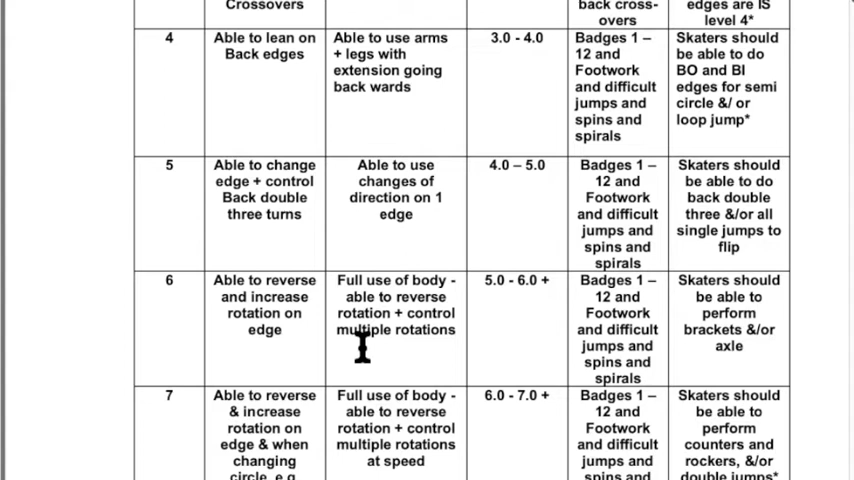 Crossovers
back cross-
overs
edges are IS
level 4*
4
Able to lean on
Back edges
Able to use arms
+ legs with
extension going
back wards
3.0 - 4.0
Badges 1 –
12 and
Footwork
and difficult
jumps and
spins and
spirals
Skaters should
be able to do
BO and BI
edges for semi
circle &/ or
loop jump*
5
Able to change
edge + control
Back double
three turns
Able to use
changes of
direction on 1
edge
4.0 – 5.0
Badges 1 –
12 and
Footwork
and difficult
jumps and
spins and
spirals
Skaters should
be able to do
back double
three &/or all
single jumps to
flip
6
Able to reverse
and increase
rotation on
edge
Full use of body -
able to reverse
rotation + control
multiple rotations
5.0 - 6.0 +
Badges 1 –
12 and
Footwork
and difficult
jumps and
spins and
spirals
Skaters should
be able to
perform
brackets &/or
axle
7
Able to reverse
& increase
rotation on
edge & when
changing
circle, e.g.
Full use of body -
able to reverse
rotation + control
multiple rotations
at speed
6.0 - 7.0 +
Badges 1 –
12 and
Footwork
and difficult
jumps and
spins and
Skaters should
be able to
perform
counters and
rockers, &/or
double jumps*